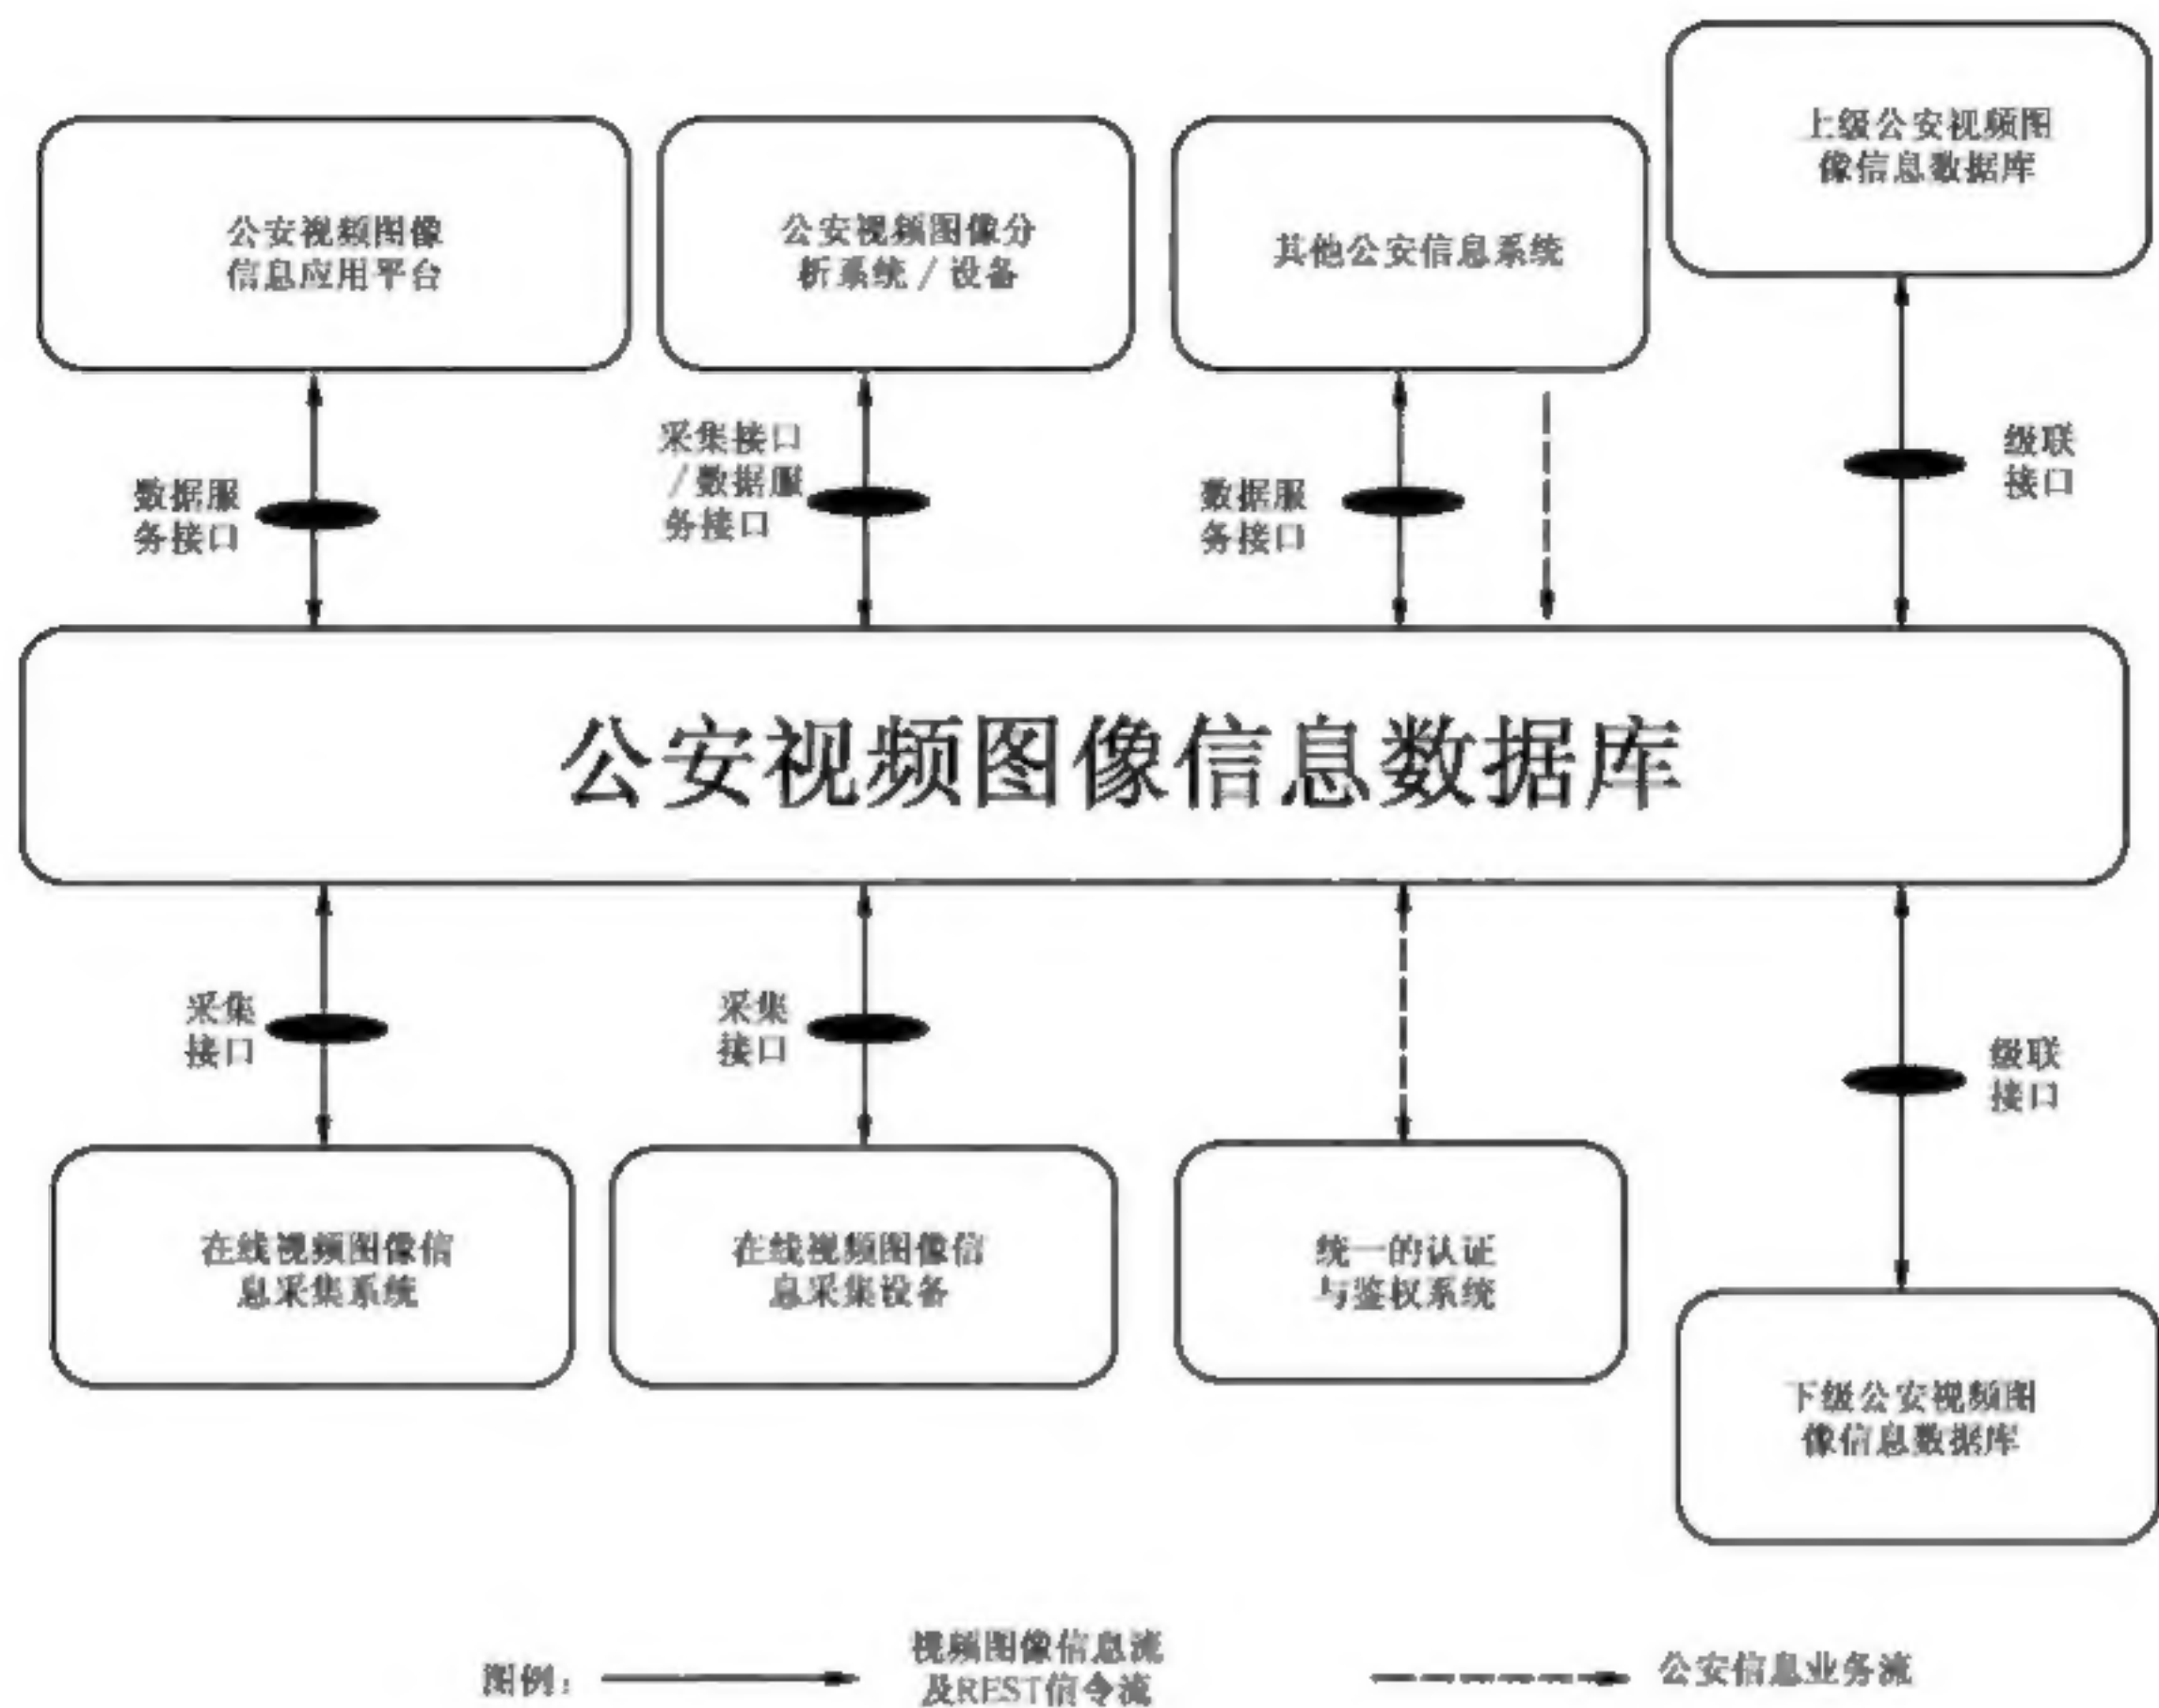 上级公安视频图
像信息数据库
公安视频图像
信息应用平台
公安视频图像分
析系统/设备
其他公安信息系统
数据服
务接口
采集接口
/数据服
务接口
数据服
务接口
级联
接口
公安视频图像信息数据库
采集
接口
采集
接口
级联
接口
在线视频图像信
息采集系统
在线视频图像信
息采集设备
统一的认证
与鉴权系统
下级公安视频图
像信息数据库
图例:
视频图像信息流
及REST信令流
公安信息业务流